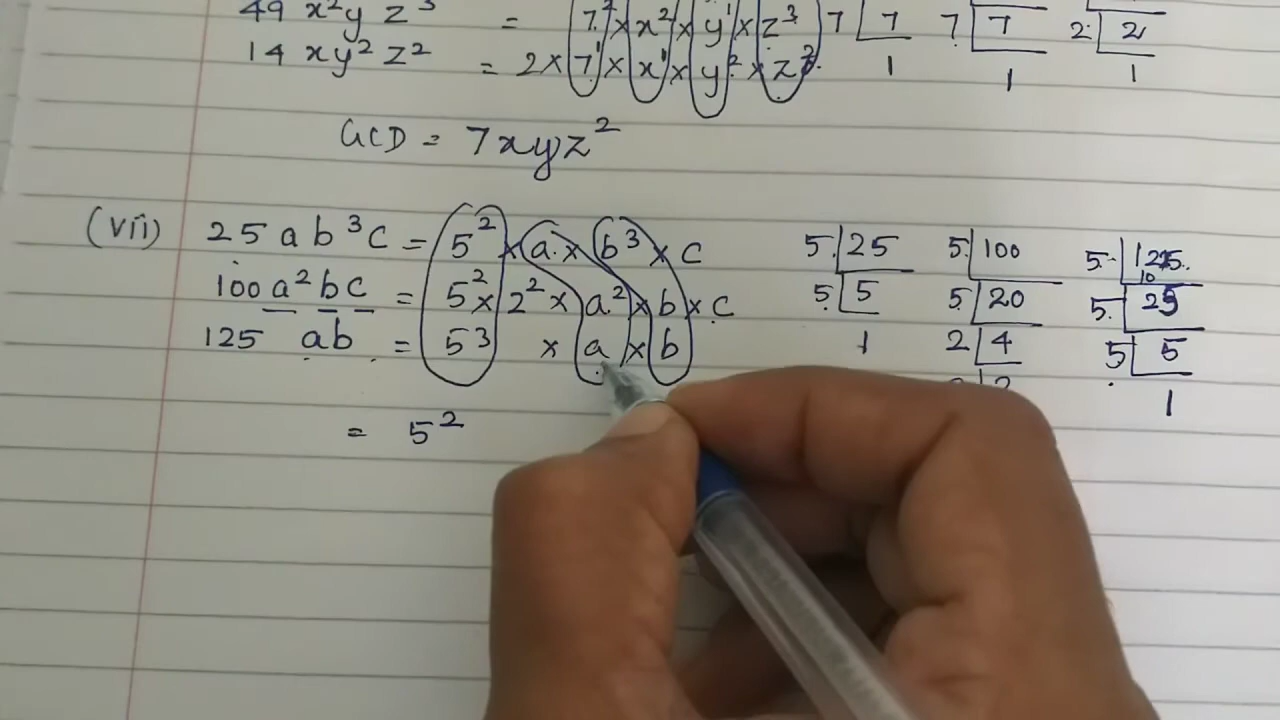 49 x²y z³ = 7² × x² × y¹ × z³ 7 7 7 7 2 2
14 xy² z² = 2 × 7¹ × x¹ × y² × z² 1 1 1
GCD = 7xyz²
(vii) 25 a b³c = 5² × a × b³ × c 5 25 5 100 5 125
100 a² b c = 5² × 2² × a² × b × c 5 5 5 20 10 5 25
125 ab = 5³ × a × b 1 2 4 5 5
= 5² 1